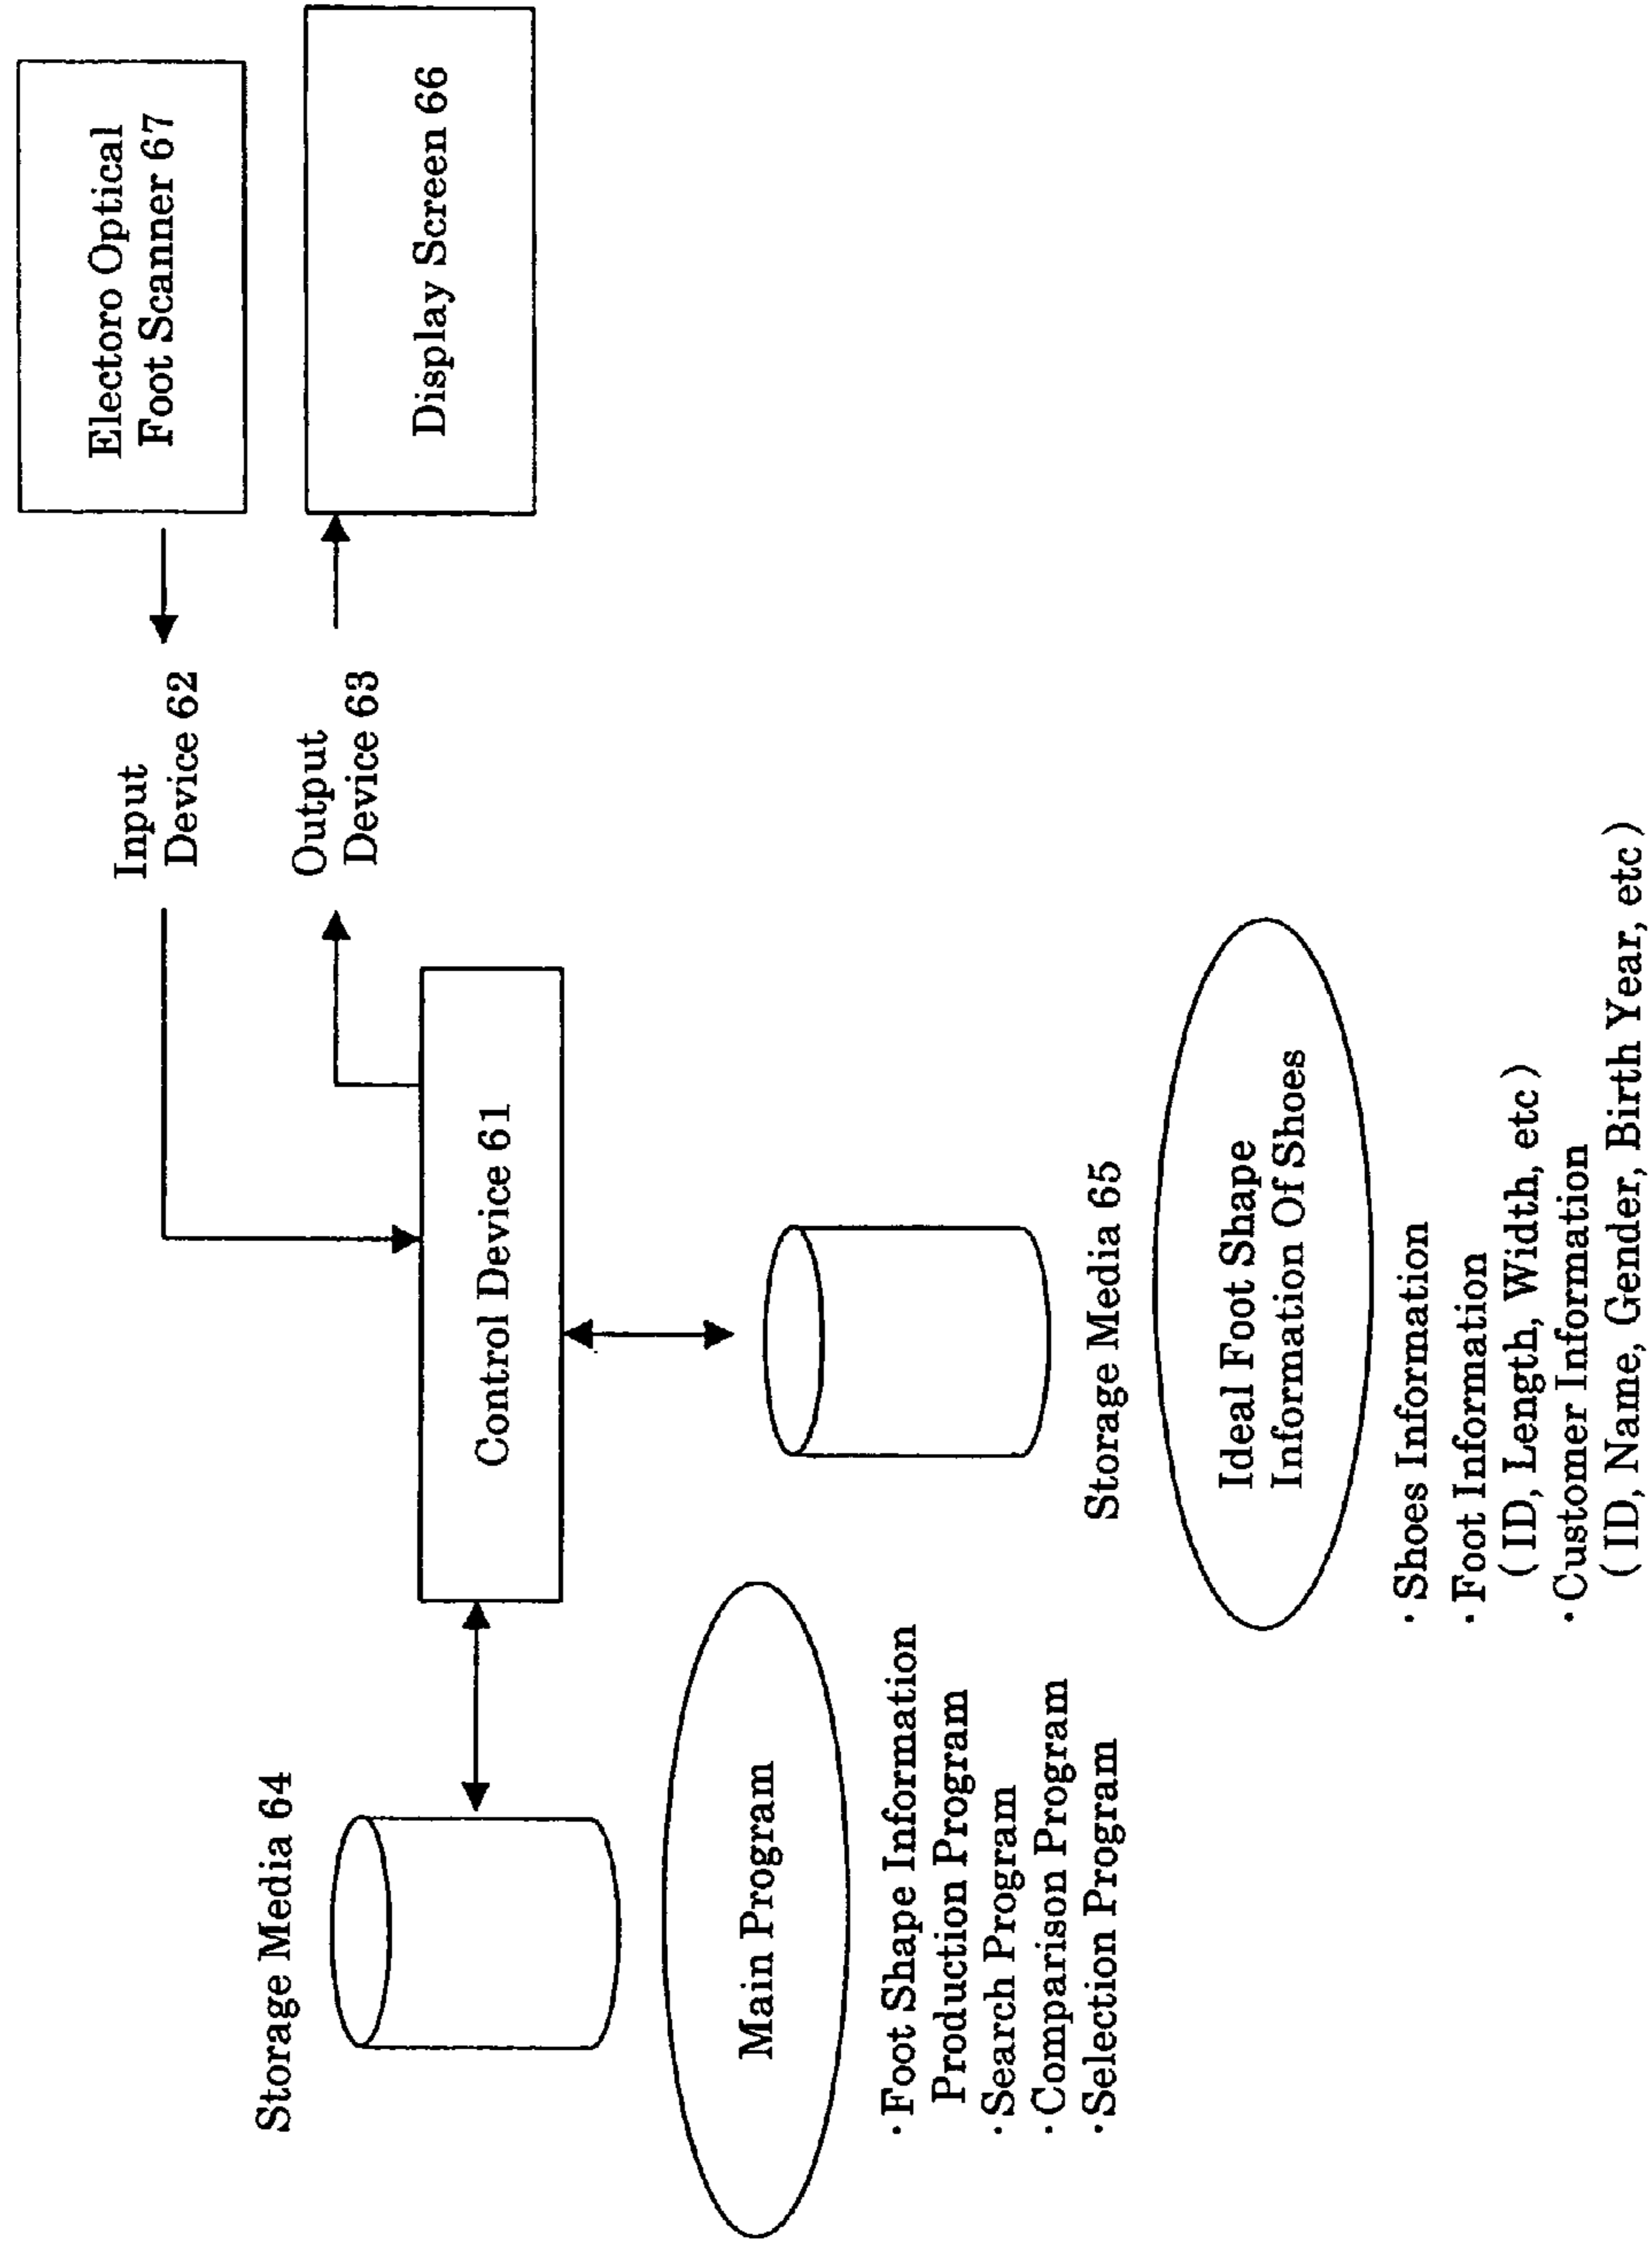 Storage Media 64
Main Program
·Foot Shape Information
Production Program
·Search Program
·Comparison Program
·Selection Program
Control Device 61
Storage Media 65
Ideal Foot Shape
Information Of Shoes
·Shoes Information
·Foot Information
(ID, Length, Width, etc)
·Customer Information
(ID, Name, Gender, Birth Year, etc)
Input
Device 62
Output
Device 63
Electoro Optical
Foot Scanner 67
Display Screen 66